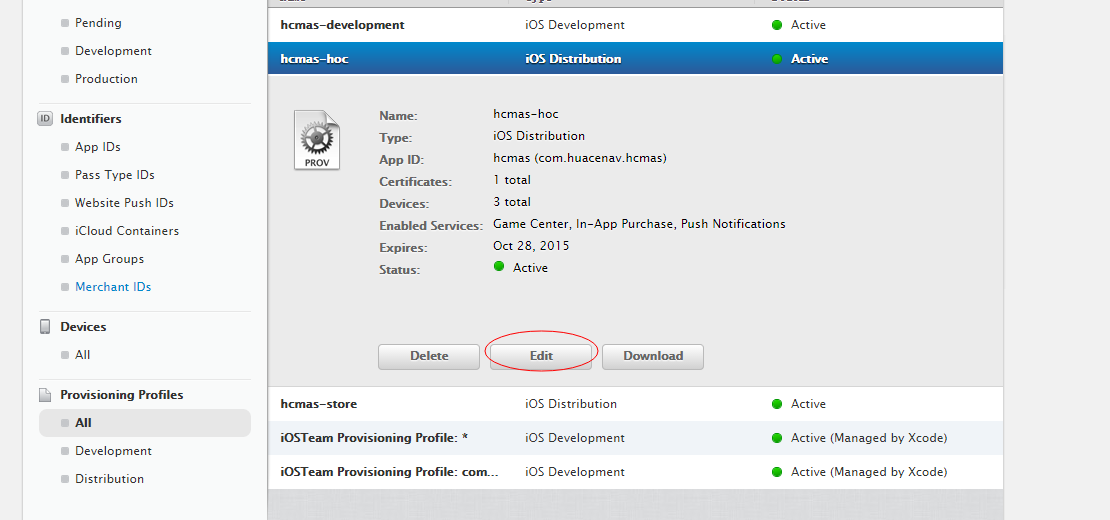 Pending
Development
Production
ID
Identifiers
App IDs
Pass Type IDs
Website Push IDs
iCloud Containers
App Groups
Merchant IDs
Devices
All
Provisioning Profiles
All
Development
Distribution
hcmas-development iOS Development Active
hcmas-hoc iOS Distribution Active
PROV
Name: hcmas-hoc
Type: iOS Distribution
App ID: hcmas (com.huacenav.hcmas)
Certificates: 1 total
Devices: 3 total
Enabled Services: Game Center, In-App Purchase, Push Notifications
Expires: Oct 28, 2015
Status: Active
Delete Edit Download
hcmas-store iOS Distribution Active
iOSTeam Provisioning Profile: * iOS Development Active (Managed by Xcode)
iOSTeam Provisioning Profile: com... iOS Development Active (Managed by Xcode)